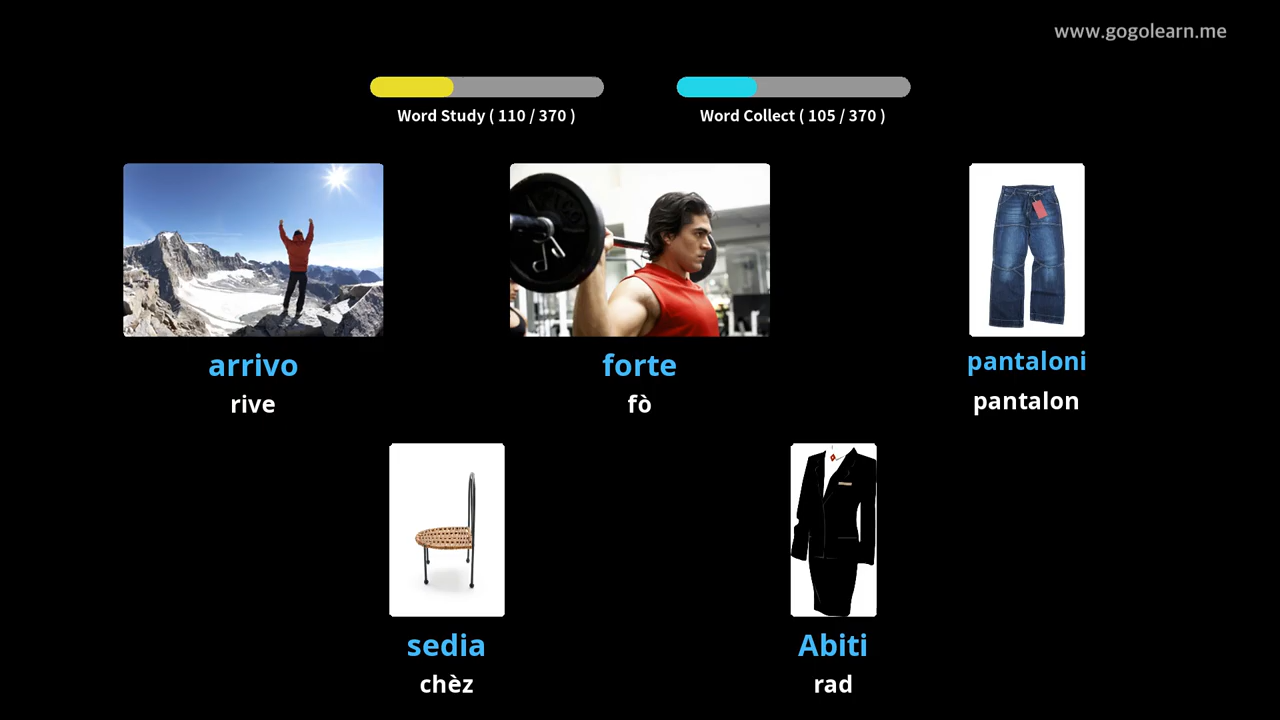 www.gogolearn.me
Word Study ( 110 / 370 )
Word Collect ( 105 / 370 )
arrivo
rive
forte
fò
pantaloni
pantalon
sedia
chèz
Abiti
rad